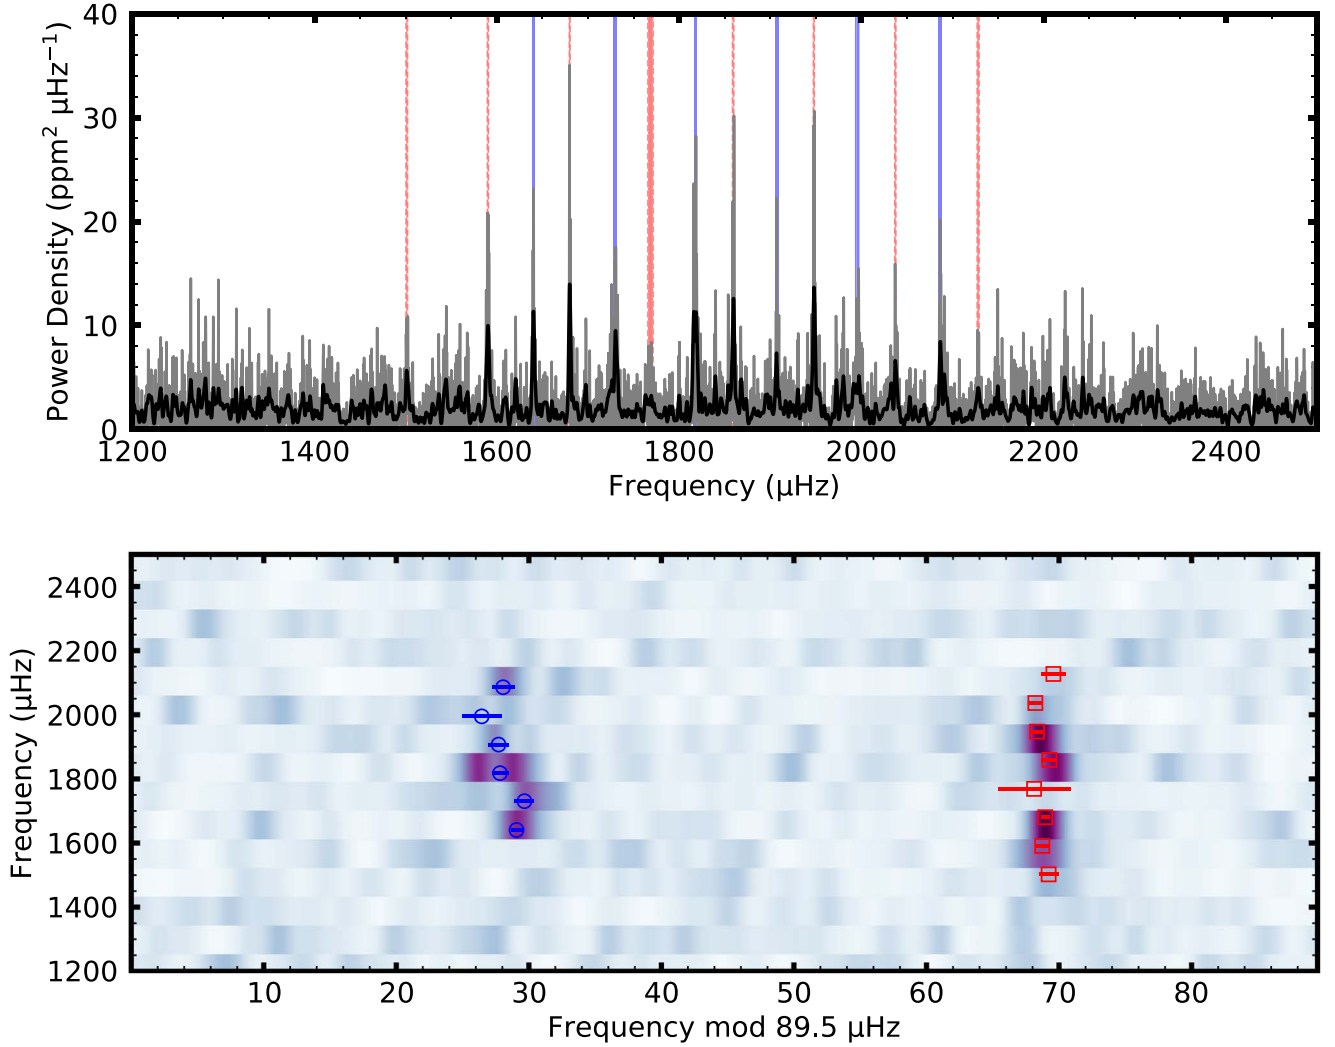 40
30
20
10
0
Power Density (ppm² μHz⁻¹)
1200 1400 1600 1800 2000 2200 2400
Frequency (μHz)
2400
2200
2000
1800
1600
1400
1200
Frequency (μHz)
10 20 30 40 50 60 70 80
Frequency mod 89.5 μHz